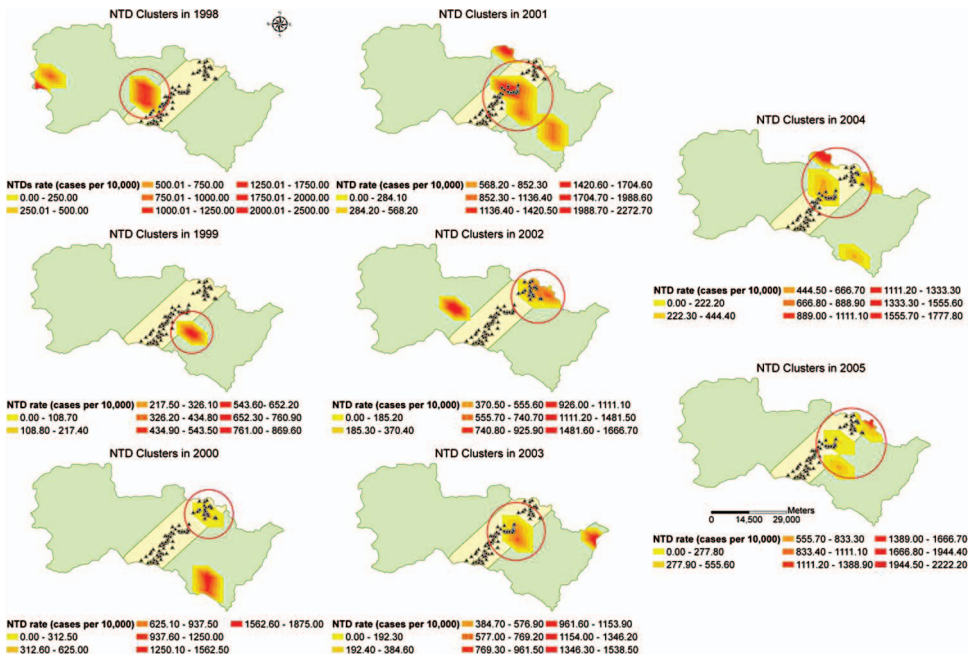 NTD Clusters in 1998
NTDs rate (cases per 10,000)
0.00 - 250.00
250.01 - 500.00
500.01 - 750.00
750.01 - 1000.00
1000.01 - 1250.00
1250.01 - 1750.00
1750.01 - 2000.00
2000.01 - 2500.00
NTD Clusters in 1999
NTD rate (cases per 10,000)
0.00 - 108.70
108.80 - 217.40
217.50 - 326.10
326.20 - 434.80
434.90 - 543.50
543.60 - 652.20
652.30 - 760.90
761.00 - 869.60
NTD Clusters in 2000
NTD rate (cases per 10,000)
0.00 - 312.50
312.60 - 625.00
625.10 - 937.50
937.60 - 1250.00
1250.10 - 1562.50
1562.60 - 1875.00
NTD Clusters in 2001
NTD rate (cases per 10,000)
0.00 - 284.10
284.20 - 568.20
568.20 - 852.30
852.30 - 1136.40
1136.40 - 1420.50
1420.60 - 1704.60
1704.70 - 1988.60
1988.70 - 2272.70
NTD Clusters in 2002
NTD rate (cases per 10,000)
0.00 - 185.20
185.30 - 370.40
370.50 - 555.60
555.70 - 740.70
740.80 - 925.90
926.00 - 1111.10
1111.20 - 1481.50
1481.60 - 1666.70
NTD Clusters in 2003
NTD rate (cases per 10,000)
0.00 - 192.30
192.40 - 384.60
384.70 - 576.90
577.00 - 769.20
769.30 - 961.50
961.60 - 1153.90
1154.00 - 1346.20
1346.30 - 1538.50
NTD Clusters in 2004
NTD rate (cases per 10,000)
0.00 - 222.20
222.30 - 444.40
444.50 - 666.70
666.80 - 888.90
889.00 - 1111.10
1111.20 - 1333.30
1333.30 - 1555.60
1555.70 - 1777.80
NTD Clusters in 2005
Meters
0 14,500 29,000
NTD rate (cases per 10,000)
0.00 - 277.80
277.90 - 555.60
555.70 - 833.30
833.40 - 1111.10
1111.20 - 1388.90
1389.00 - 1666.70
1666.80 - 1944.40
1944.50 - 2222.20